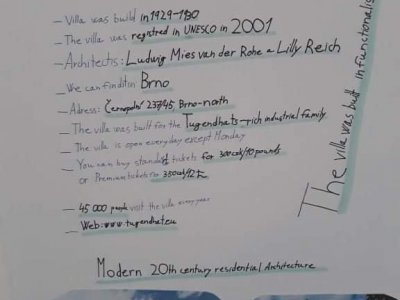 – Villa was build in 1929-1930
– The villa was registred in UNESCO in 2001
– Architects: Ludwig Mies van der Rohe a Lilly Reich
– We can find it in Brno
– Adress: Černopolní 237/45 Brno-north
– The villa was built for the Tugendhats – rich industrial family
– The villa is open everyday except Monday
– You can buy standart tickets for 300czk/10pounds
or Premium tickets for 350czk/12£
– 45 000 people visit the villa every year
– Web: www.tugendhat.eu
Modern 20th century residential Architecture
The villa was built in functionalis